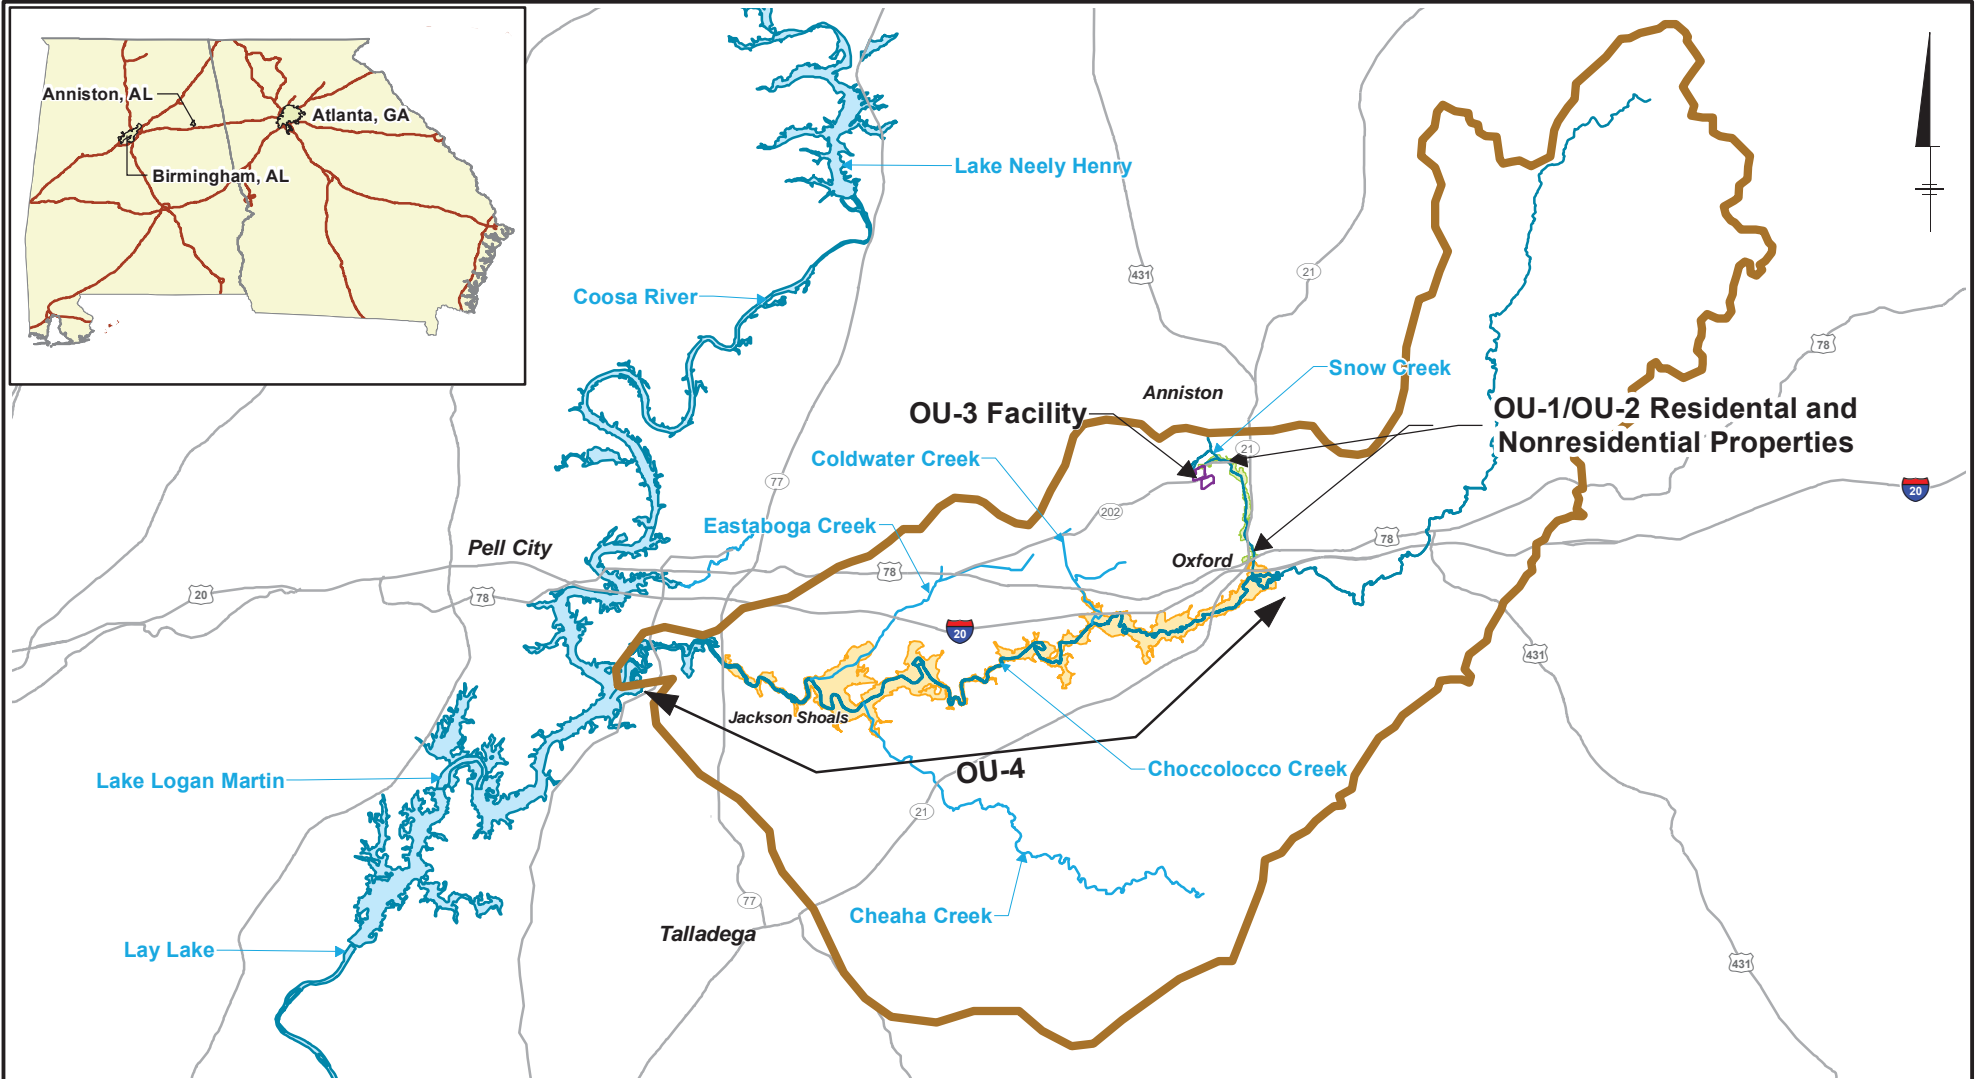 Anniston, AL
Atlanta, GA
Birmingham, AL
Lake Neely Henry
Coosa River
431
21
78
Snow Creek
Anniston
OU-3 Facility
OU-1/OU-2 Residental and
Nonresidential Properties
21
Coldwater Creek
77
202
20
Eastaboga Creek
78
Pell City
Oxford
78
20
78
20
431
Jackson Shoals
OU-4
Choccolocco Creek
Lake Logan Martin
21
77
Cheaha Creek
Talladega
Lay Lake
431